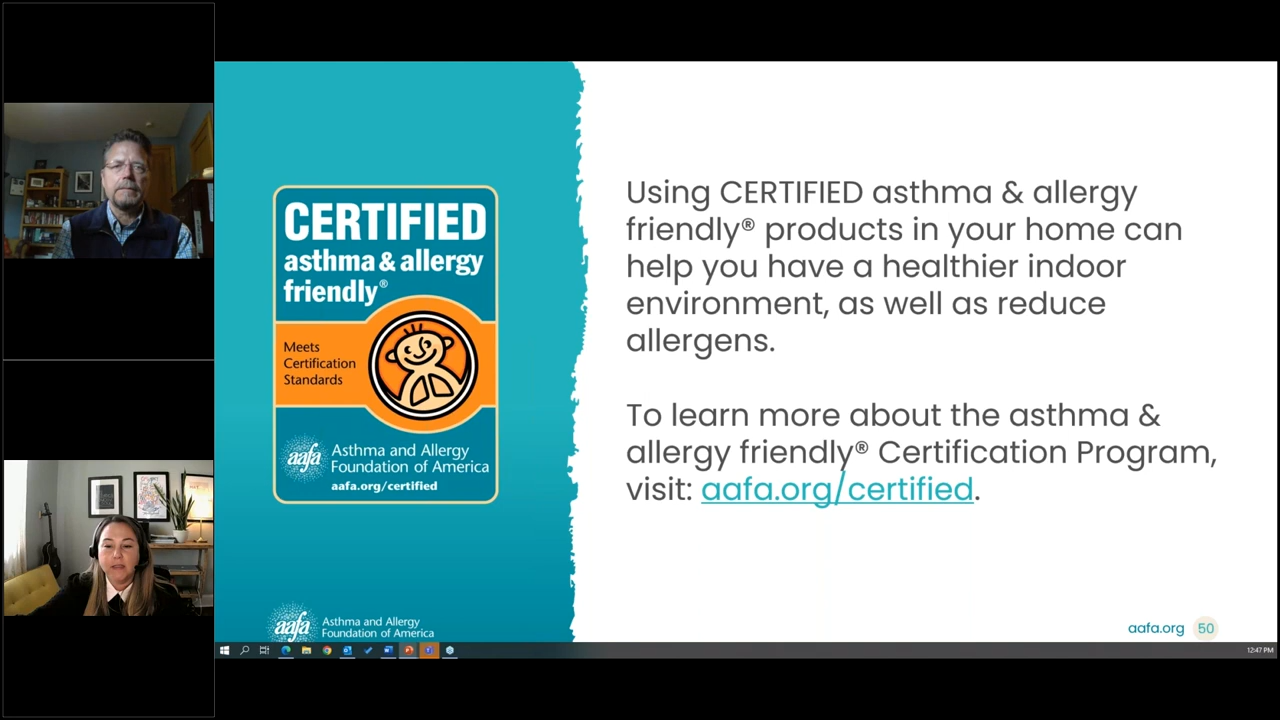 CERTIFIED
asthma & allergy
friendly®
Meets
Certification
Standards
aafa
Asthma and Allergy
Foundation of America
aafa.org/certified
aafa
Asthma and Allergy
Foundation of America
Using CERTIFIED asthma & allergy
friendly® products in your home can
help you have a healthier indoor
environment, as well as reduce
allergens.
To learn more about the asthma &
allergy friendly® Certification Program,
visit: aafa.org/certified.
aafa.org 50
12:47 PM